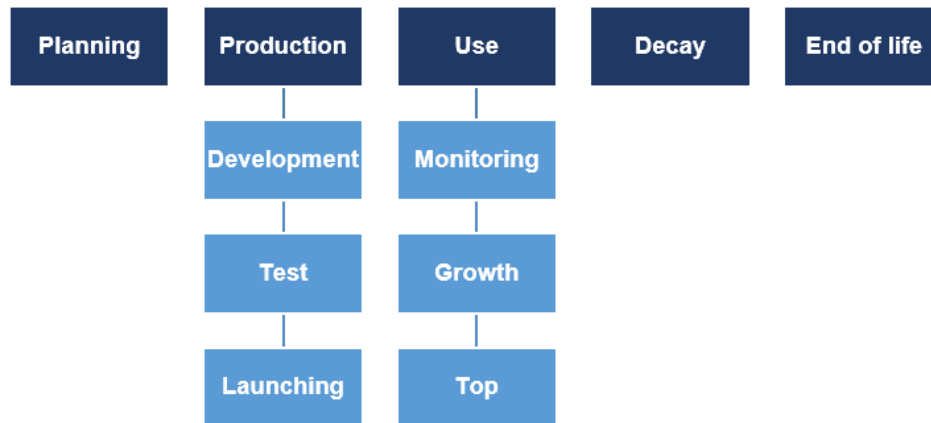 Planning
Production
Use
Decay
End of life
Development
Monitoring
Test
Growth
Launching
Top